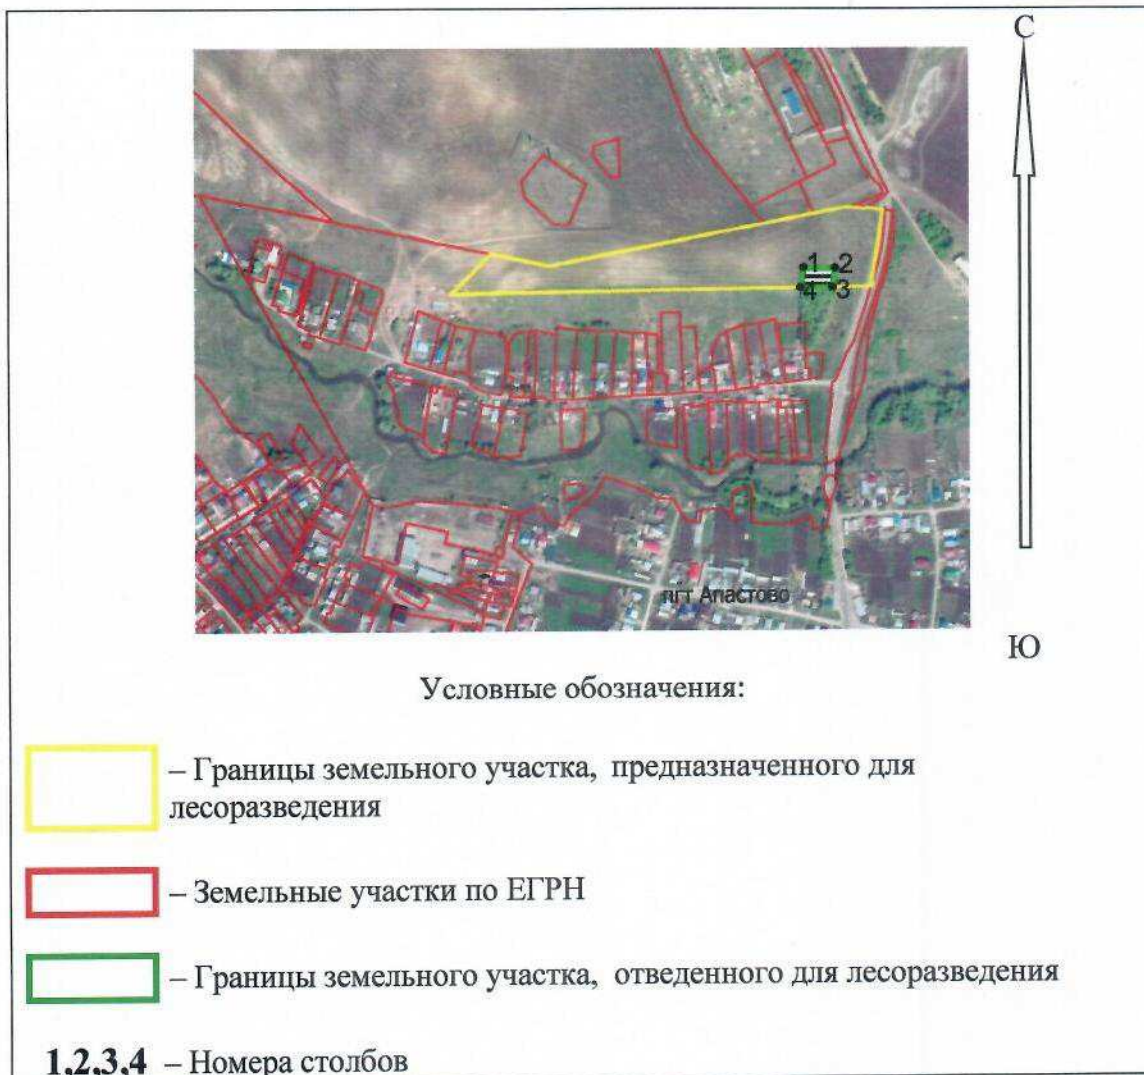 С
1 2
4 3
пгт Апастово
Ю
Условные обозначения:
– Границы земельного участка, предназначенного для
лесоразведения
– Земельные участки по ЕГРН
– Границы земельного участка, отведенного для лесоразведения
1,2,3,4 – Номера столбов